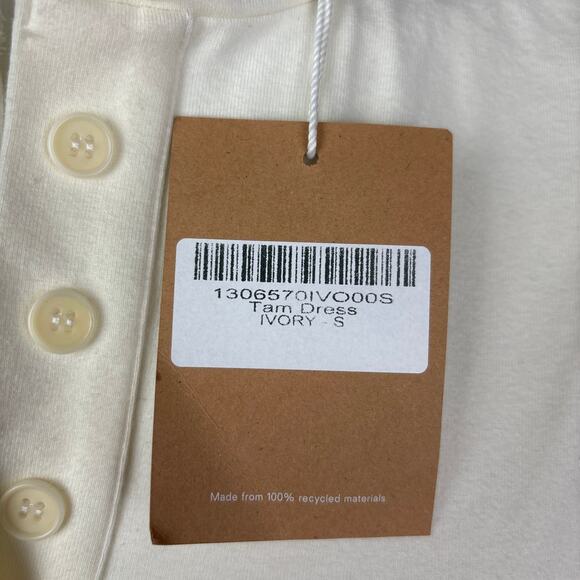 1306570IVO00S
Tam Dress
IVORY - S
Made from 100% recycled materials